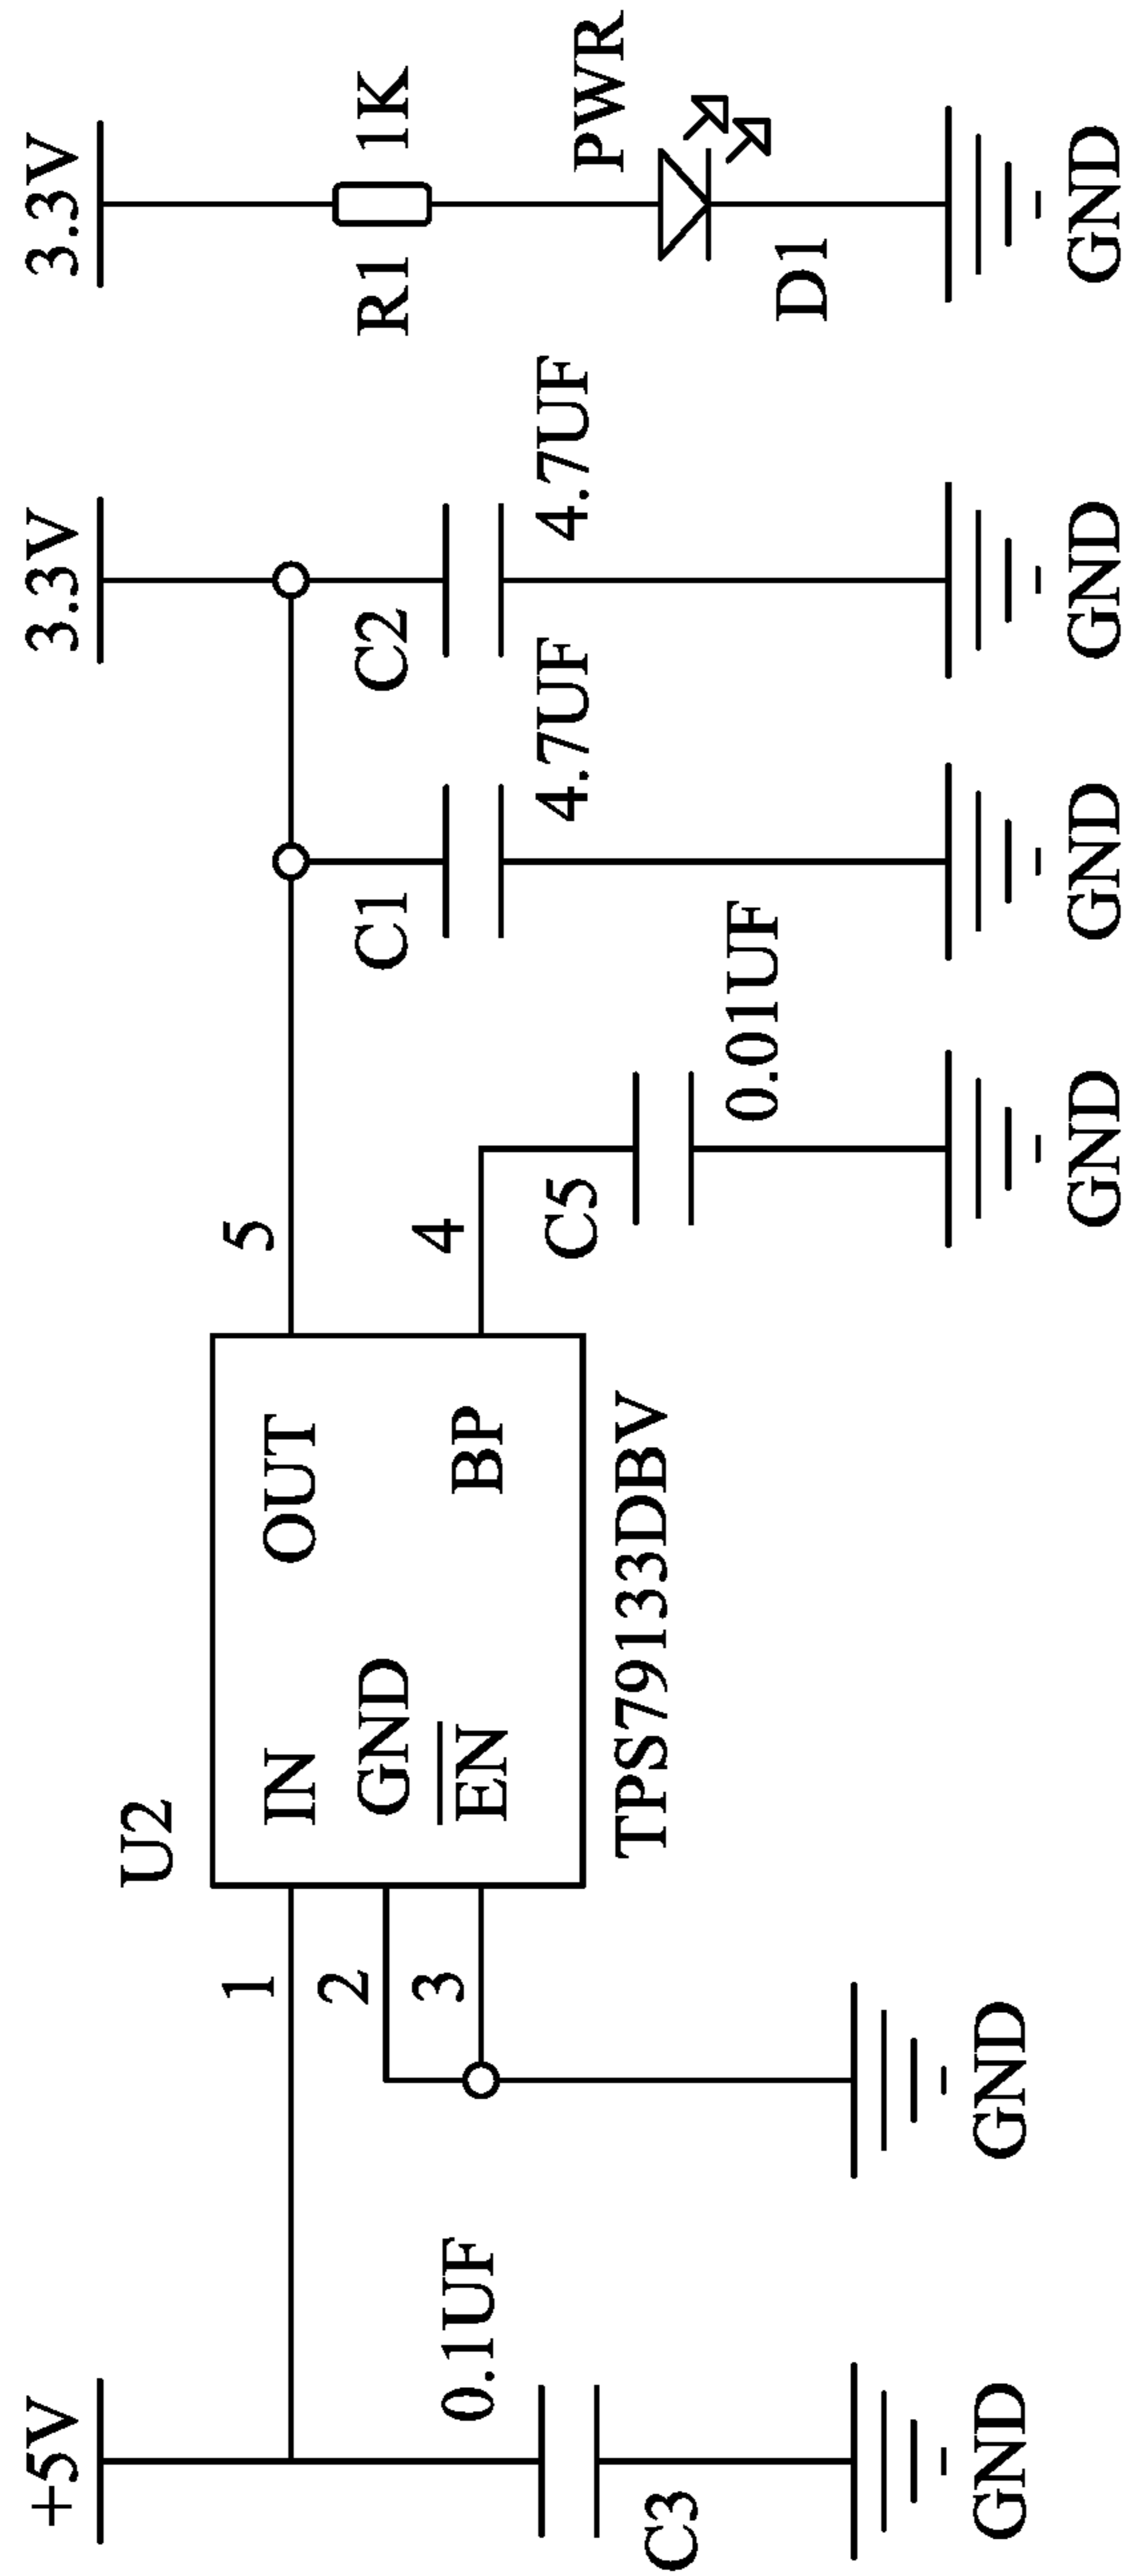 +5V
3.3V
3.3V
U2
1
IN
OUT
5
2
GND
3
EN
BP
4
TPS79133DBV
0.1UF
C3
C5
0.01UF
C1
4.7UF
C2
4.7UF
R1
1K
PWR
D1
GND
GND
GND
GND
GND
GND